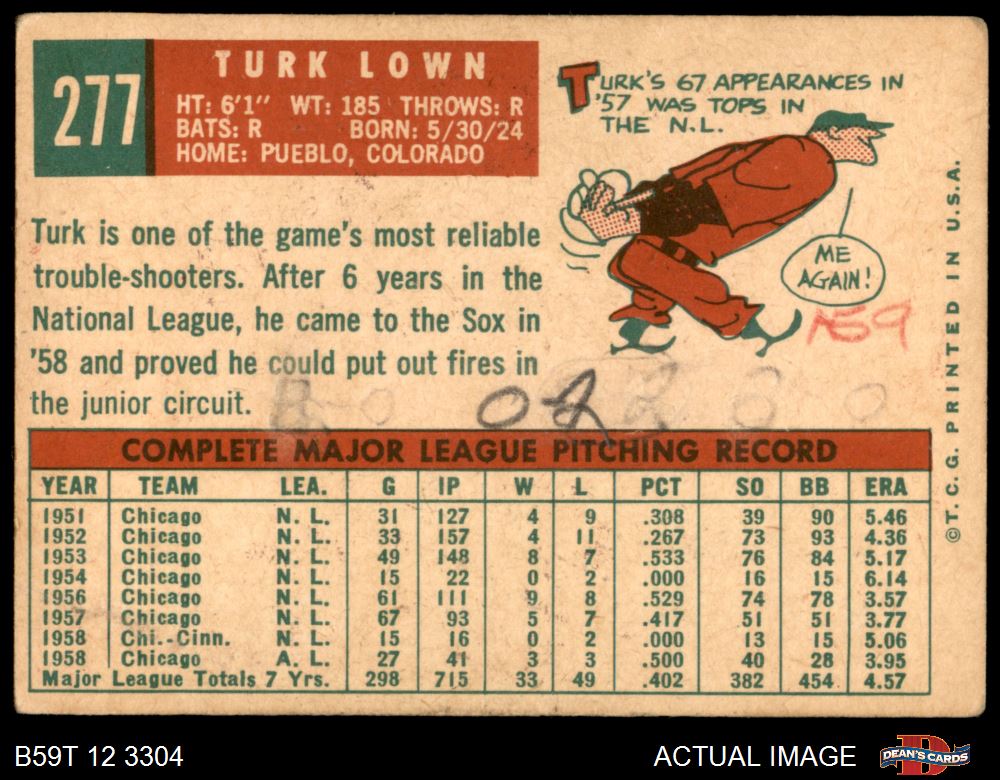 277
TURK LOWN
HT: 6'1" WT: 185 THROWS: R
BATS: R BORN: 5/30/24
HOME: PUEBLO, COLORADO
TURK'S 67 APPEARANCES IN
'57 WAS TOPS IN
THE N.L.
ME
AGAIN!
Turk is one of the game's most reliable
trouble-shooters. After 6 years in the
National League, he came to the Sox in
'58 and proved he could put out fires in
the junior circuit.
COMPLETE MAJOR LEAGUE PITCHING RECORD
YEAR TEAM LEA. G IP W L PCT SO BB ERA
1951 Chicago N. L. 31 127 4 9 .308 39 90 5.46
1952 Chicago N. L. 33 157 4 11 .267 73 93 4.36
1953 Chicago N. L. 49 148 8 7 .533 76 84 5.17
1954 Chicago N. L. 15 22 0 2 .000 16 15 6.14
1956 Chicago N. L. 61 111 9 8 .529 74 78 3.57
1957 Chicago N. L. 67 93 5 7 .417 51 51 3.77
1958 Chi.-Cinn. N. L. 15 16 0 2 .000 13 15 5.06
1958 Chicago A. L. 27 41 3 3 .500 40 28 3.95
Major League Totals 7 Yrs. 298 715 33 49 .402 382 454 4.57
©T.C.G. PRINTED IN U.S.A.
B59T 12 3304
ACTUAL IMAGE
D
DEAN'S CARDS